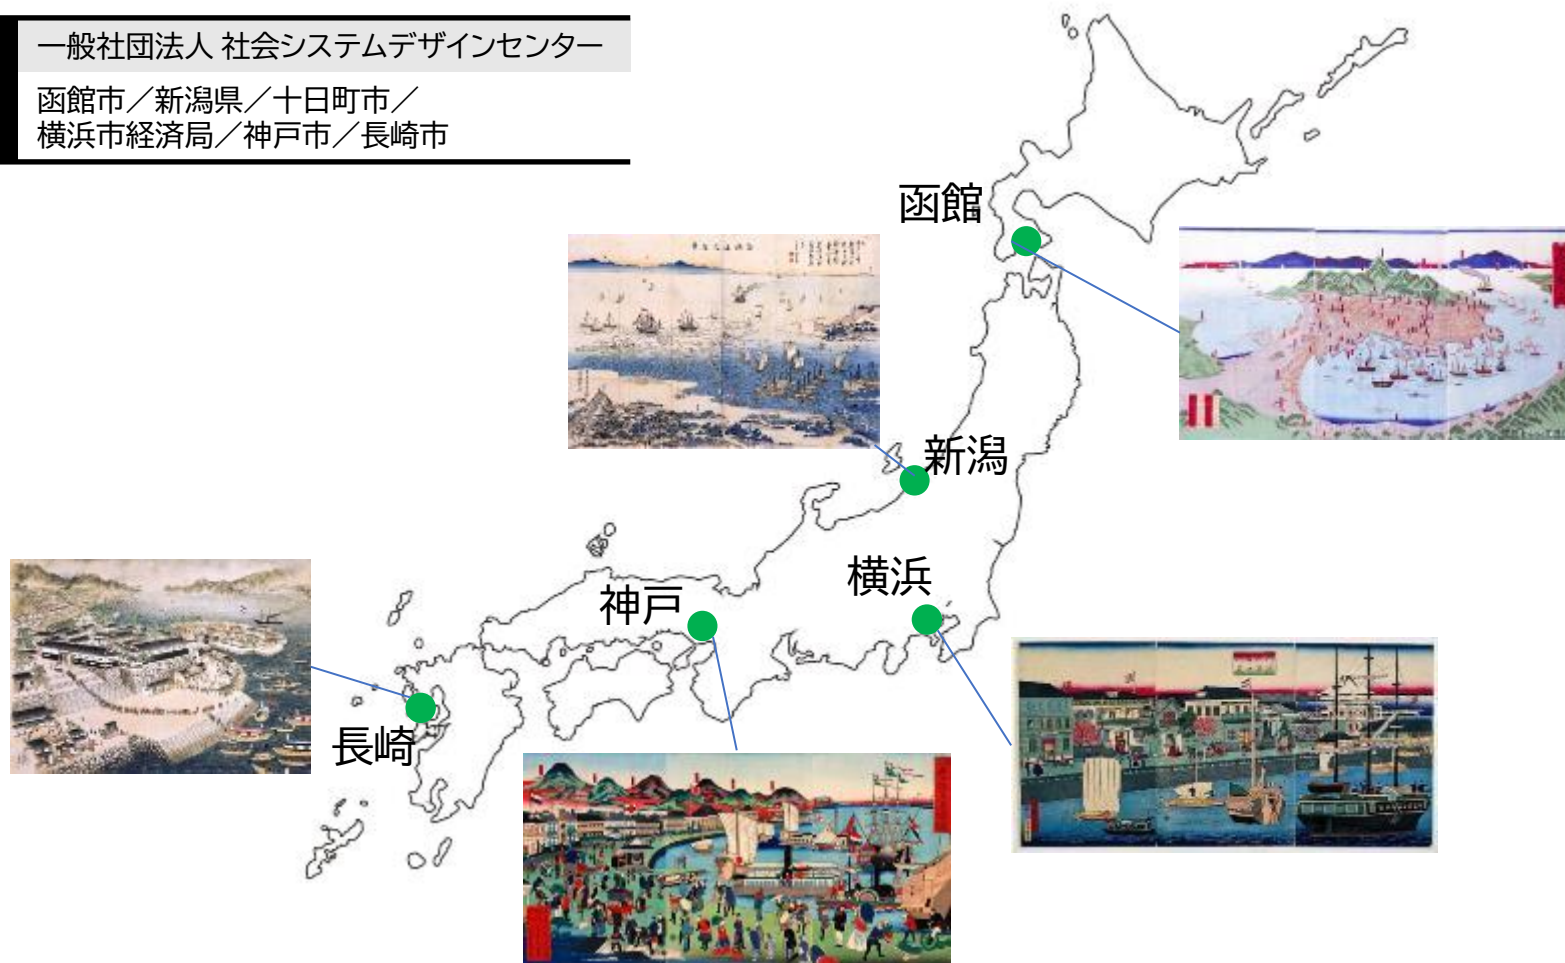 一般社団法人 社会システムデザインセンター
函館市／新潟県／十日町市／
横浜市経済局／神戸市／長崎市
函館
新潟
横浜
神戸
長崎